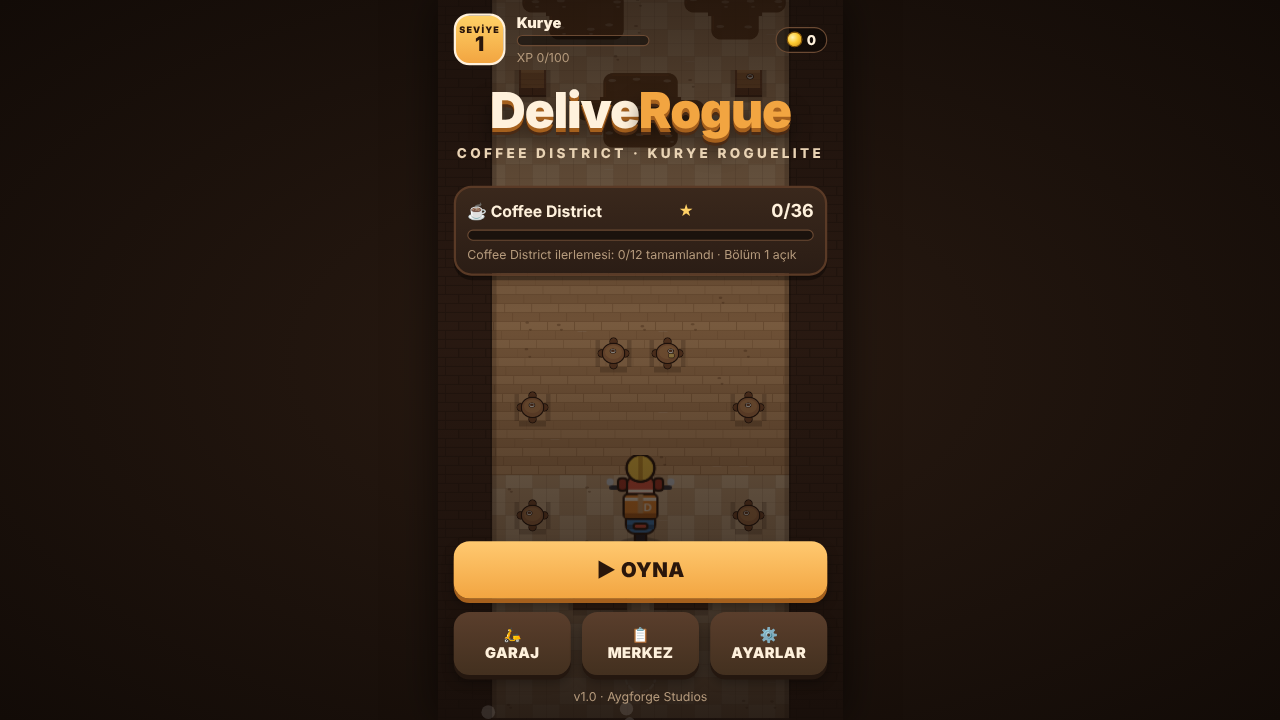 SEVİYE
1
Kurye
XP 0/100
0
DeliveRogue
COFFEE DISTRICT · KURYE ROGUELITE
Coffee District
0/36
Coffee District ilerlemesi: 0/12 tamamlandı · Bölüm 1 açık
D
OYNA
GARAJ
MERKEZ
AYARLAR
v1.0 · Aygforge Studios